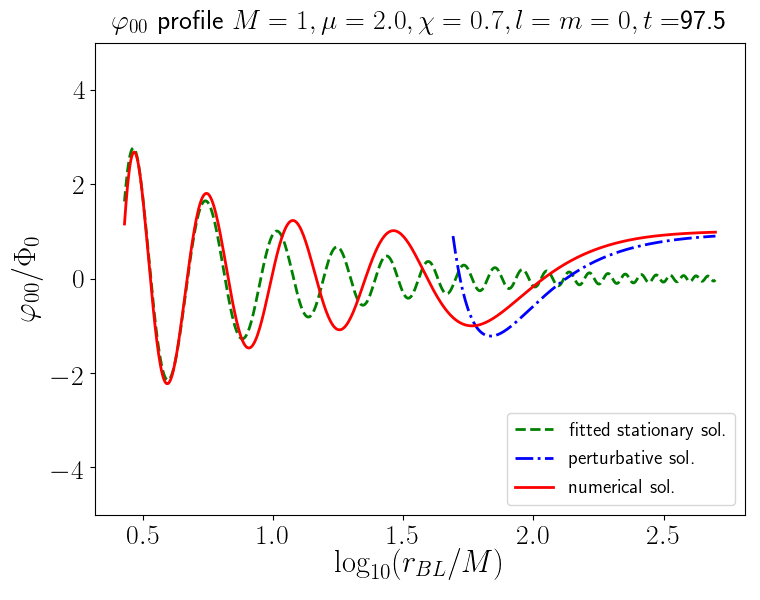 φ₀₀ profile M = 1, μ = 2.0, χ = 0.7, l = m = 0, t =97.5
φ₀₀/Φ₀
4
2
0
−2
−4
fitted stationary sol.
perturbative sol.
numerical sol.
0.5 1.0 1.5 2.0 2.5
log₁₀(r_BL/M)